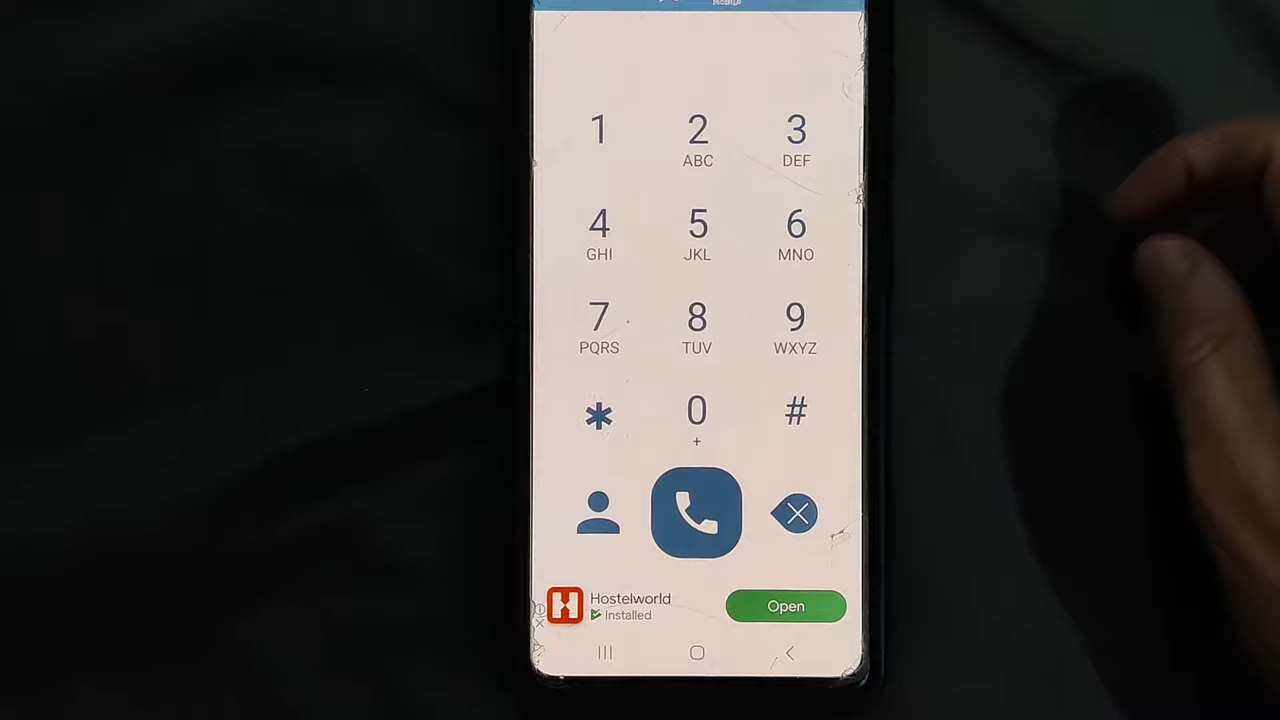 Mobile
1 2 3
ABC DEF
4 5 6
GHI JKL MNO
7 8 9
PQRS TUV WXYZ
* 0 #
+
Hostelworld
Installed
Open